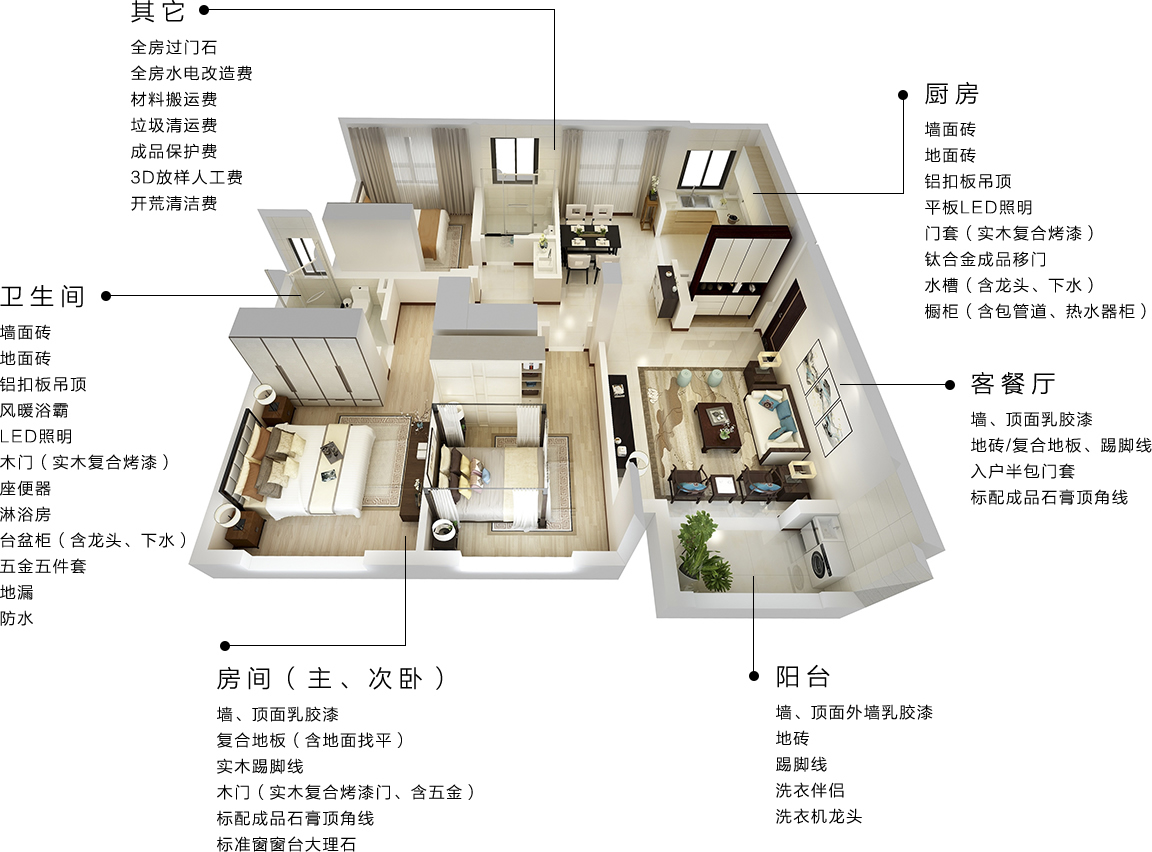 其它
全房过门石
全房水电改造费
材料搬运费
垃圾清运费
成品保护费
3D放样人工费
开荒清洁费
厨房
墙面砖
地面砖
铝扣板吊顶
平板LED照明
门套（实木复合烤漆）
钛合金成品移门
水槽（含龙头、下水）
橱柜（含包管道、热水器柜）
卫生间
墙面砖
地面砖
铝扣板吊顶
风暖浴霸
LED照明
木门（实木复合烤漆）
座便器
淋浴房
台盆柜（含龙头、下水）
五金五件套
地漏
防水
客餐厅
墙、顶面乳胶漆
地砖/复合地板、踢脚线
入户半包门套
标配成品石膏顶角线
房间（主、次卧）
墙、顶面乳胶漆
复合地板（含地面找平）
实木踢脚线
木门（实木复合烤漆门、含五金）
标配成品石膏顶角线
标准窗窗台大理石
阳台
墙、顶面外墙乳胶漆
地砖
踢脚线
洗衣伴侣
洗衣机龙头